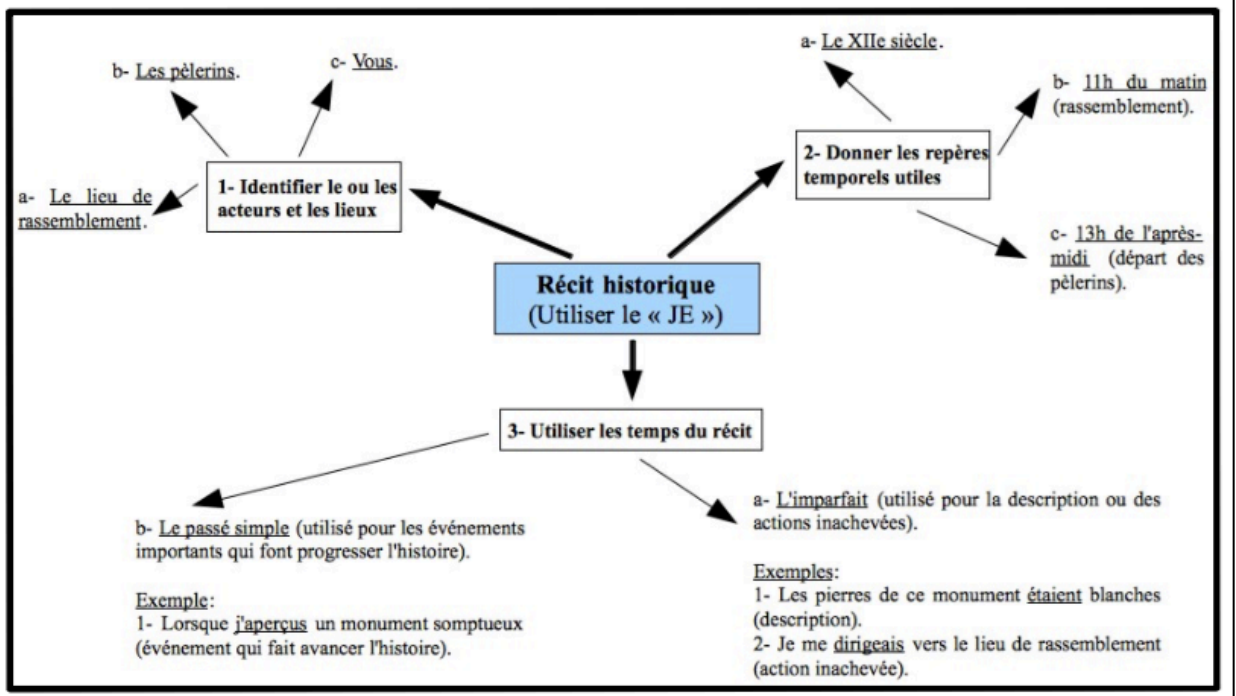 Récit historique
(Utiliser le « JE »)
1- Identifier le ou les
acteurs et les lieux
a- Le lieu de
rassemblement.
b- Les pèlerins.
c- Vous.
2- Donner les repères
temporels utiles
a- Le XIIe siècle.
b- 11h du matin
(rassemblement).
c- 13h de l'après-
midi (départ des
pèlerins).
3- Utiliser les temps du récit
a- L'imparfait (utilisé pour la description ou des
actions inachevées).
Exemples:
1- Les pierres de ce monument étaient blanches
(description).
2- Je me dirigeais vers le lieu de rassemblement
(action inachevée).
b- Le passé simple (utilisé pour les événements
importants qui font progresser l'histoire).
Exemple:
1- Lorsque j'aperçus un monument somptueux
(événement qui fait avancer l'histoire).